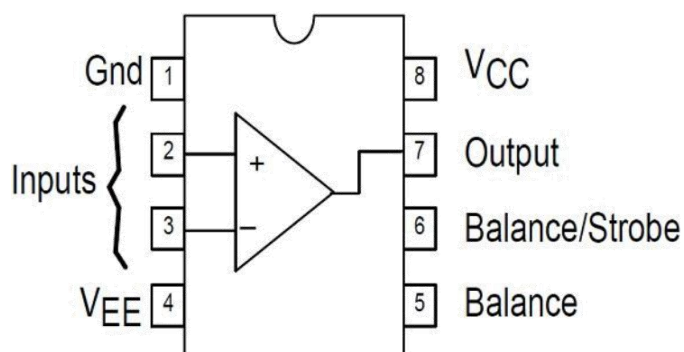 Gnd 1
8 VCC
2 +
7 Output
Inputs
3 −
6 Balance/Strobe
VEE 4
5 Balance